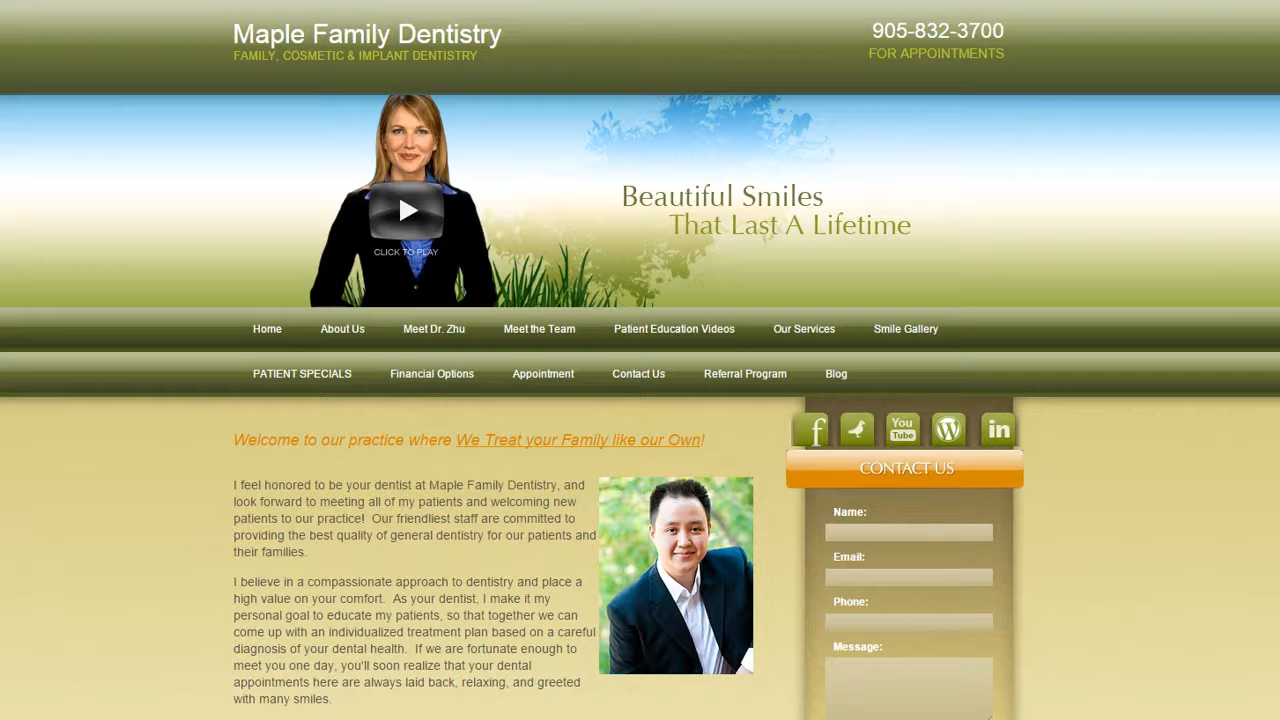 Maple Family Dentistry
FAMILY, COSMETIC & IMPLANT DENTISTRY
905-832-3700
FOR APPOINTMENTS
CLICK TO PLAY
Beautiful Smiles
That Last A Lifetime
Home About Us Meet Dr. Zhu Meet the Team Patient Education Videos Our Services Smile Gallery
PATIENT SPECIALS Financial Options Appointment Contact Us Referral Program Blog
Welcome to our practice where We Treat your Family like our Own!
I feel honored to be your dentist at Maple Family Dentistry, and
look forward to meeting all of my patients and welcoming new
patients to our practice!  Our friendliest staff are committed to
providing the best quality of general dentistry for our patients and
their families.
I believe in a compassionate approach to dentistry and place a
high value on your comfort.  As your dentist, I make it my
personal goal to educate my patients, so that together we can
come up with an individualized treatment plan based on a careful
diagnosis of your dental health.  If we are fortunate enough to
meet you one day, you'll soon realize that your dental
appointments here are always laid back, relaxing, and greeted
with many smiles.
f You Tube W in
CONTACT US
Name:
Email:
Phone:
Message: